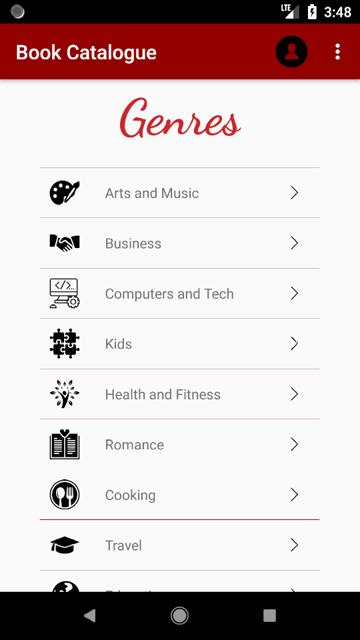 LTE 3:48
Book Catalogue
Genres
Arts and Music
Business
</>
Computers and Tech
Kids
Health and Fitness
Romance
Cooking
Travel